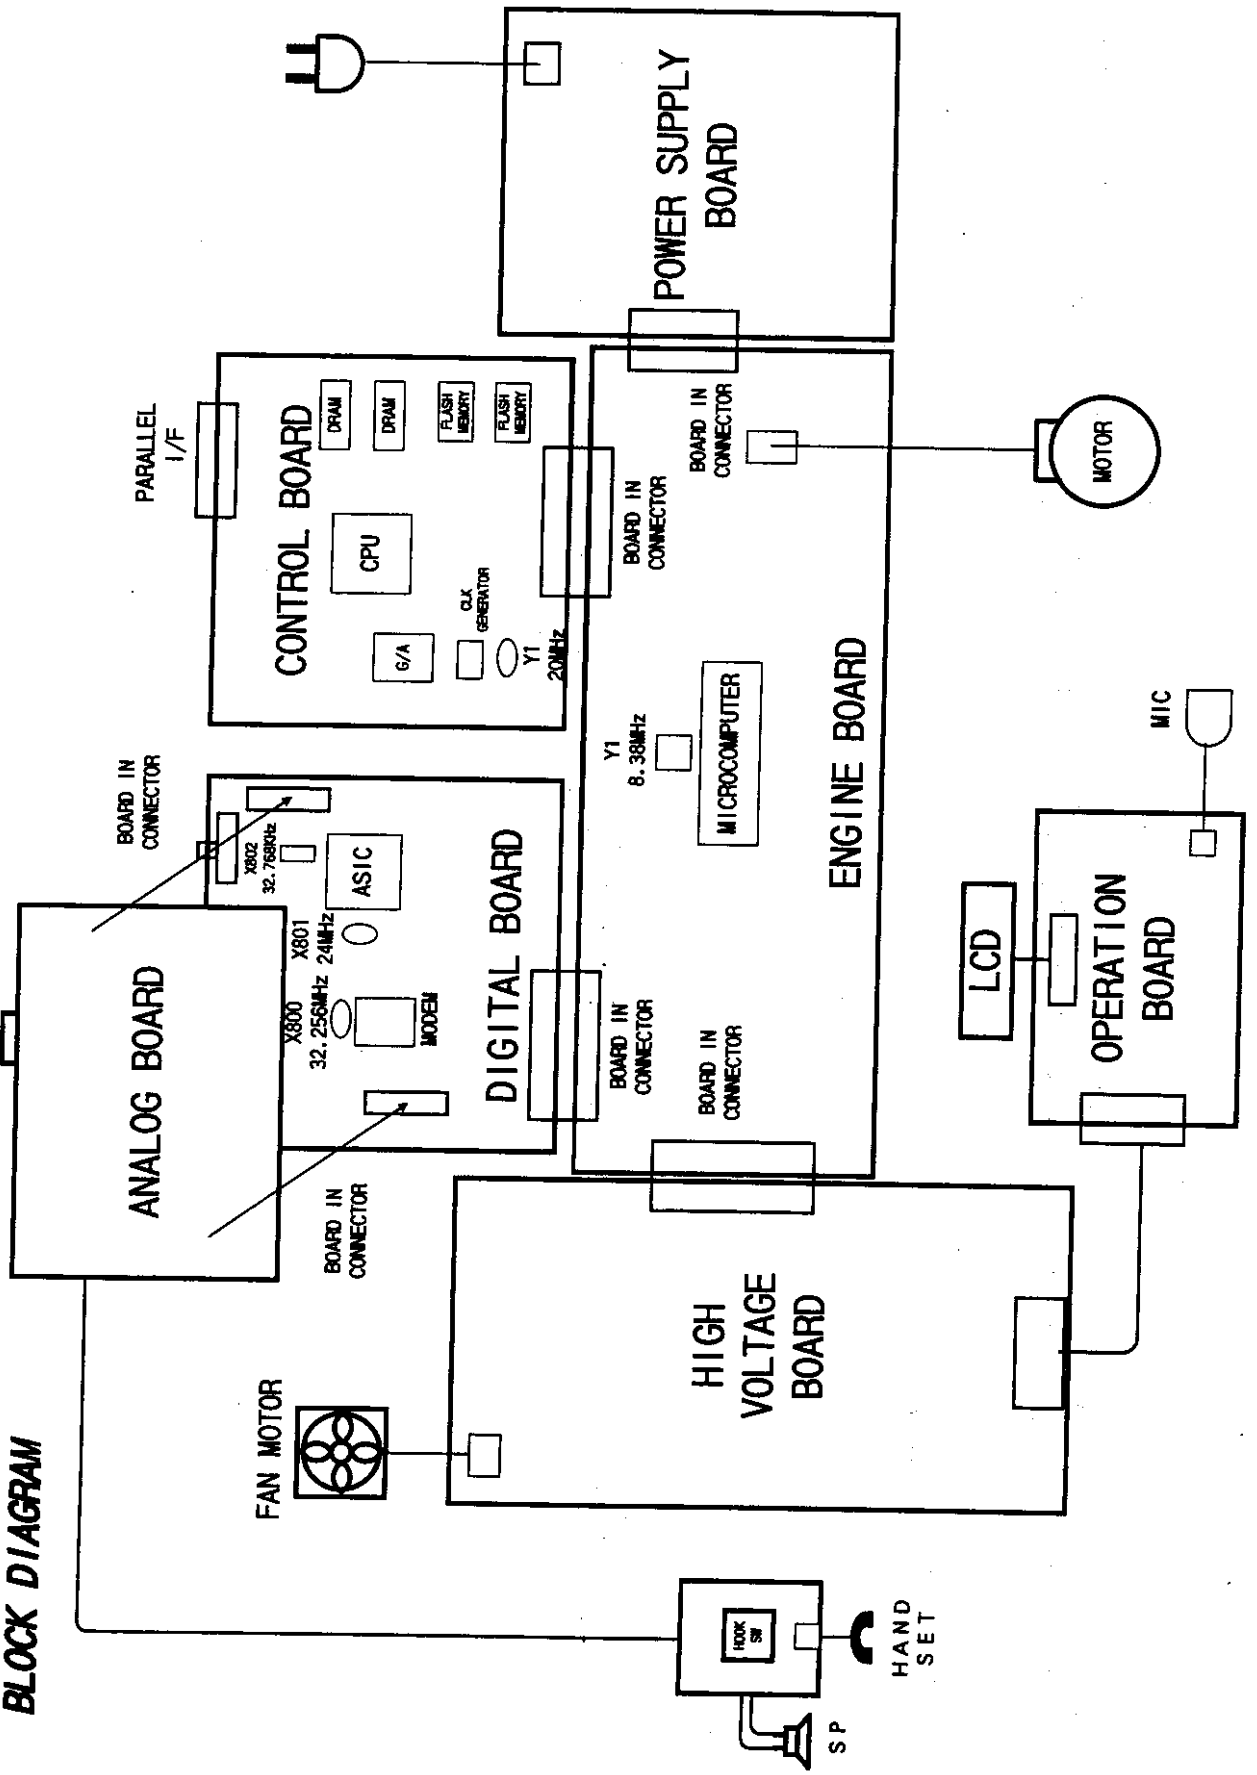 BLOCK DIAGRAM
ANALOG BOARD
BOARD IN
CONNECTOR
PARALLEL
I/F
CONTROL BOARD
DRAM
DRAM
FLASH
MEMORY
FLASH
MEMORY
CPU
G/A
CLK
GENERATOR
Y1
20MHz
X802
32.768KHz
ASIC
X801
24MHz
X800
32.256MHz
MODEM
DIGITAL BOARD
BOARD IN
CONNECTOR
BOARD IN
CONNECTOR
BOARD IN
CONNECTOR
BOARD IN
CONNECTOR
BOARD IN
CONNECTOR
POWER SUPPLY
BOARD
Y1
8.38MHz
MICROCOMPUTER
ENGINE BOARD
MOTOR
FAN MOTOR
HIGH
VOLTAGE
BOARD
LCD
OPERATION
BOARD
MIC
HOOK
SW
HAND
SET
SP